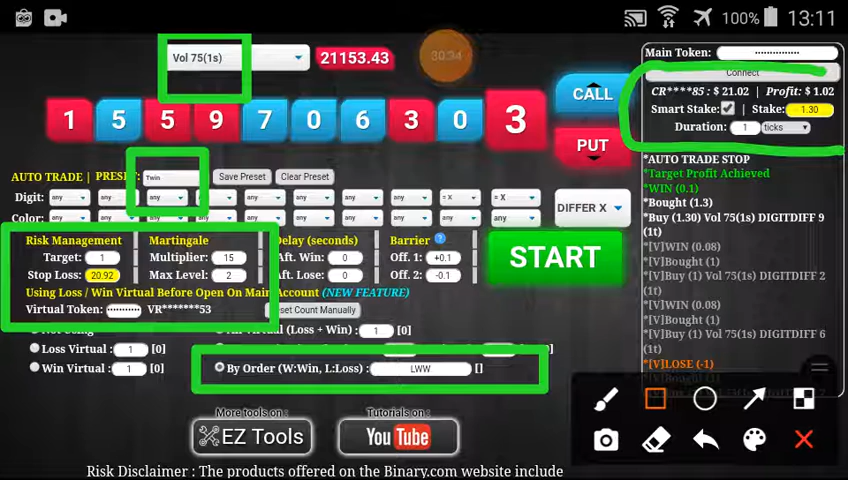 100% 13:11
Vol 75(1s) 21153.43 30:34
1 5 5 9 7 0 6 3 0 3
CALL
PUT
Main Token: ••••••••••••••••
Connect
CR****85 : $ 21.02 | Profit: $ 1.02
Smart Stake: | Stake: 1.30
Duration: 1 ticks
AUTO TRADE | PRESET: Twin Save Preset Clear Preset
Digit: any any any any any any any any = X = X
Color: any any any any any any any any any any
DIFFER X
START
Risk Management Martingale Delay (seconds) Barrier ?
Target: 1 Multiplier: 15 Aft. Win: 0 Off. 1: +0.1
Stop Loss: 20.92 Max Level: 2 Aft. Loss: 0 Off. 2: -0.1
Using Loss / Win Virtual Before Open On Main Account (NEW FEATURE)
Virtual Token: ••••••••••• VR*******53 Reset Count Manually
(Loss + Win) 1 [0]
Loss Virtual : 1 [0]
Win Virtual : 1 [0]
By Order (W:Win, L:Loss) : LWW []
*AUTO TRADE STOP
*Target Profit Achieved
*WIN (0.1)
*Bought (1.3)
*Buy (1.30) Vol 75(1s) DIGITDIFF 9
(1t)
*[V]WIN (0.08)
*[V]Bought (1)
*[V]Buy (1) Vol 75(1s) DIGITDIFF 2
(1t)
*[V]WIN (0.08)
*[V]Bought (1)
*[V]Buy (1) Vol 75(1s) DIGITDIFF 6
(1t)
*[V]LOSE (-1)
*[V]Bought (1)
More tools on :
EZ Tools
Tutorials on :
YouTube
Risk Disclaimer : The products offered on the Binary.com website include